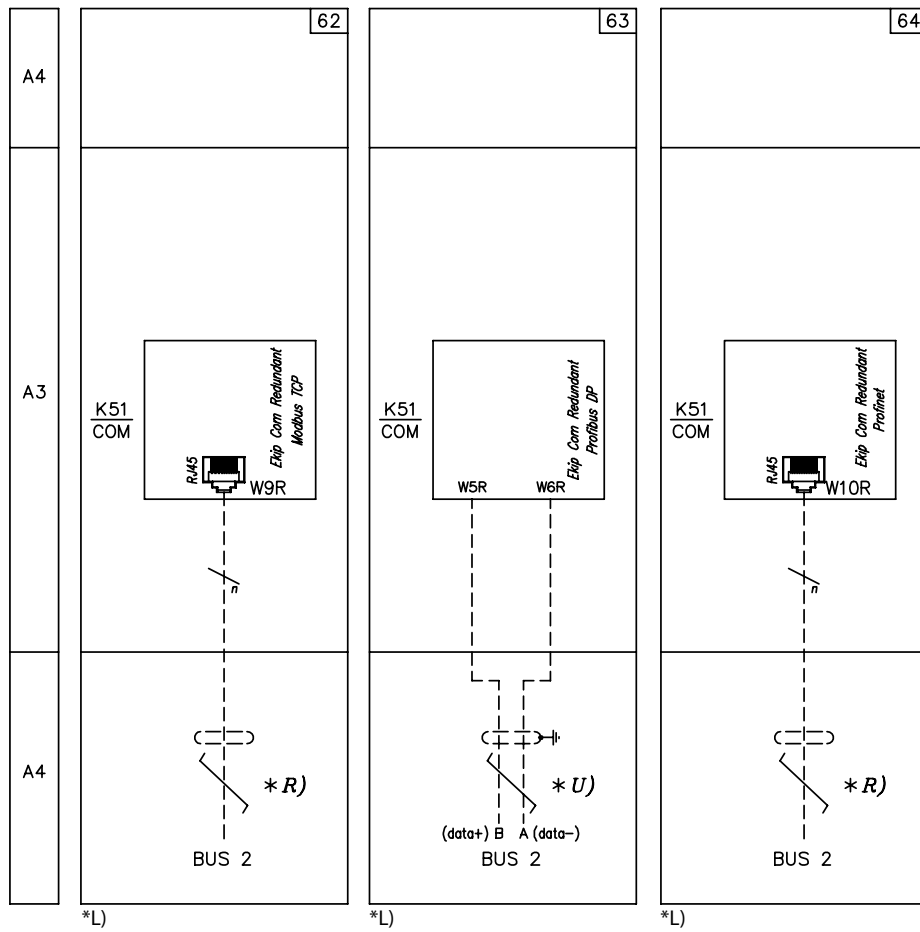 62
63
64
A4
A3
K51
COM
Ekip Com Redundant
Modbus TCP
RJ45
W9R
n
K51
COM
Ekip Com Redundant
Profibus DP
W5R
W6R
K51
COM
Ekip Com Redundant
Profinet
RJ45
W10R
n
A4
*R)
BUS 2
*U)
(data+) B A (data-)
BUS 2
*R)
BUS 2
*L)
*L)
*L)